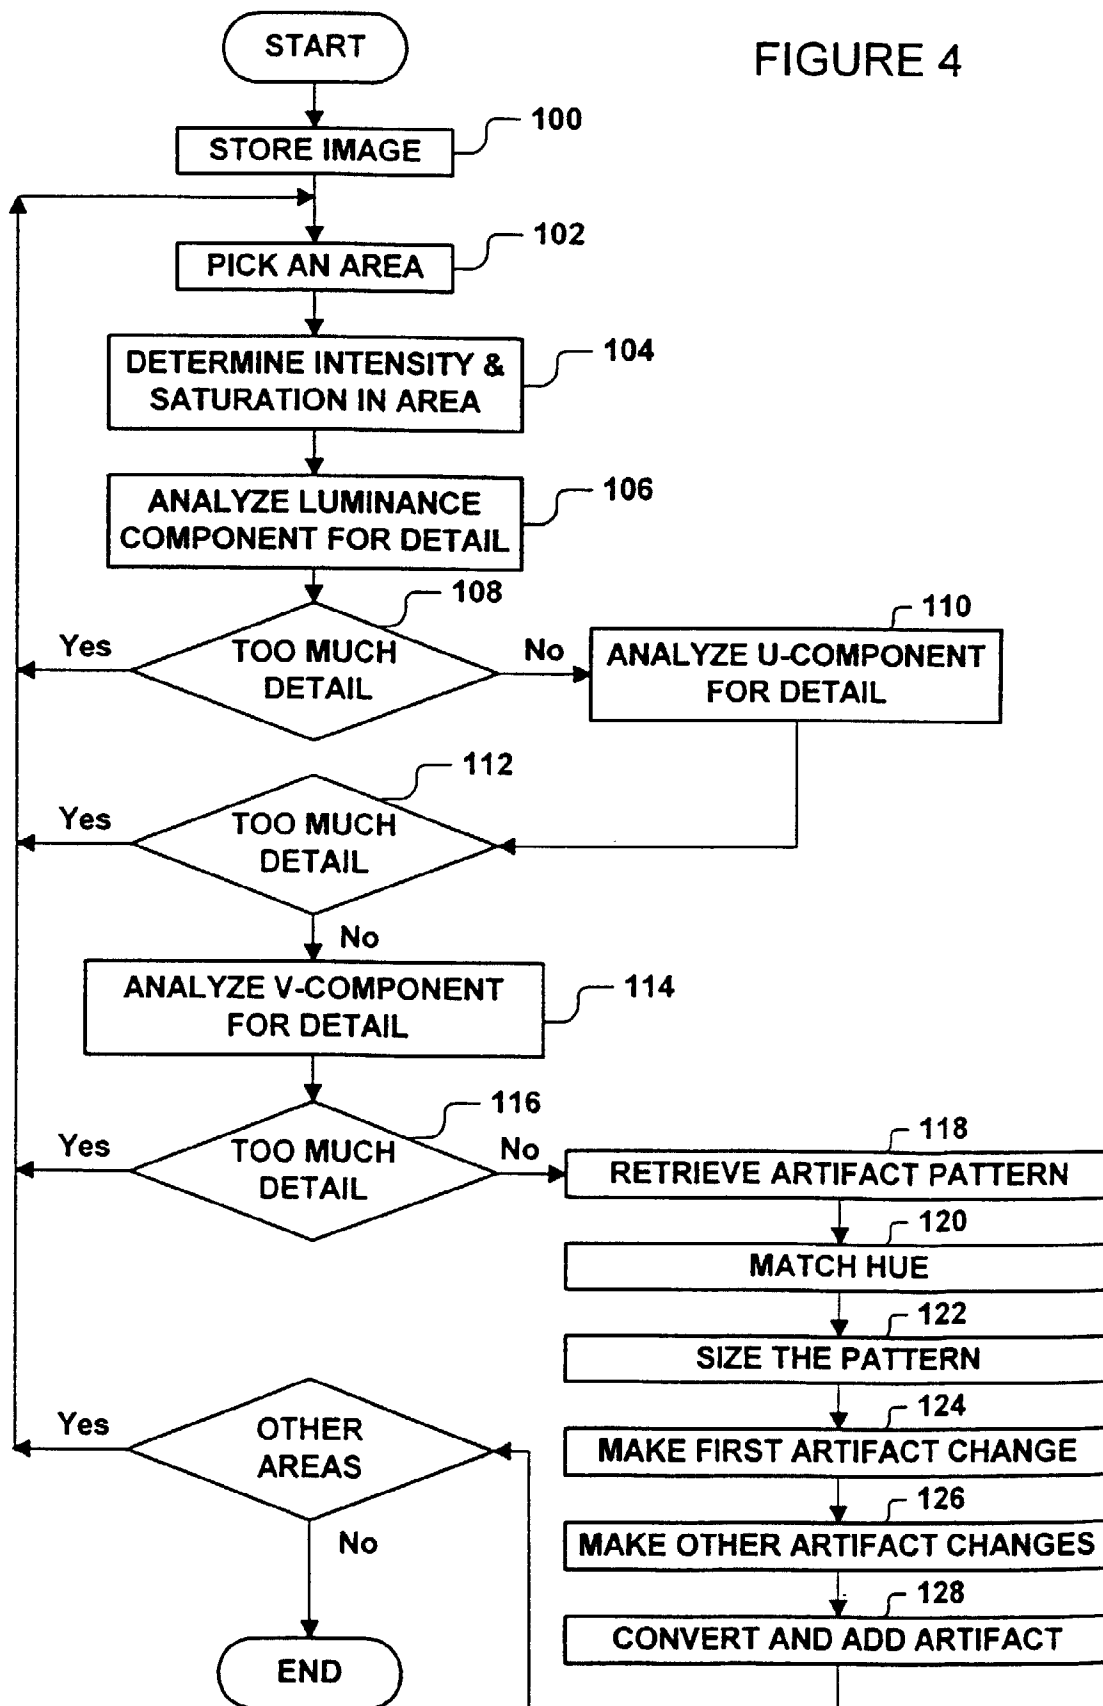 START
FIGURE 4
100
STORE IMAGE
102
PICK AN AREA
104
DETERMINE INTENSITY &
SATURATION IN AREA
106
ANALYZE LUMINANCE
COMPONENT FOR DETAIL
108
Yes
TOO MUCH
DETAIL
No
110
ANALYZE U-COMPONENT
FOR DETAIL
112
Yes
TOO MUCH
DETAIL
No
ANALYZE V-COMPONENT
FOR DETAIL
114
116
Yes
TOO MUCH
DETAIL
No
118
RETRIEVE ARTIFACT PATTERN
120
MATCH HUE
122
SIZE THE PATTERN
124
MAKE FIRST ARTIFACT CHANGE
126
MAKE OTHER ARTIFACT CHANGES
128
CONVERT AND ADD ARTIFACT
Yes
OTHER
AREAS
No
END